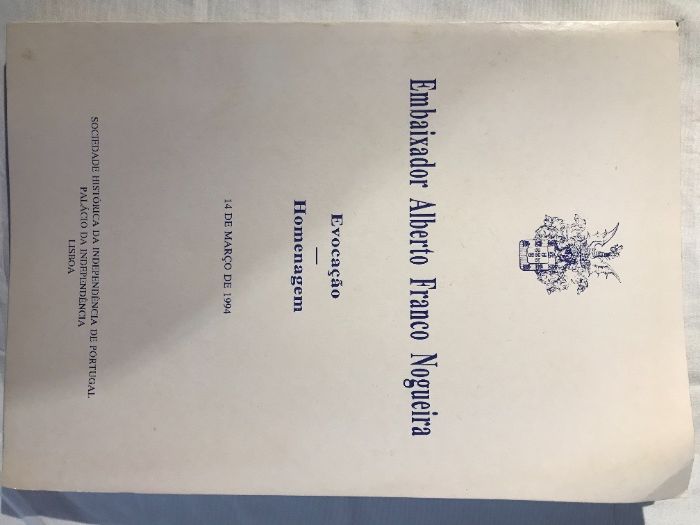 Embaixador Alberto Franco Nogueira
Evocação
—
Homenagem
14 DE MARÇO DE 1994
SOCIEDADE HISTÓRICA DA INDEPENDÊNCIA DE PORTUGAL
PALÁCIO DA INDEPENDÊNCIA
LISBOA